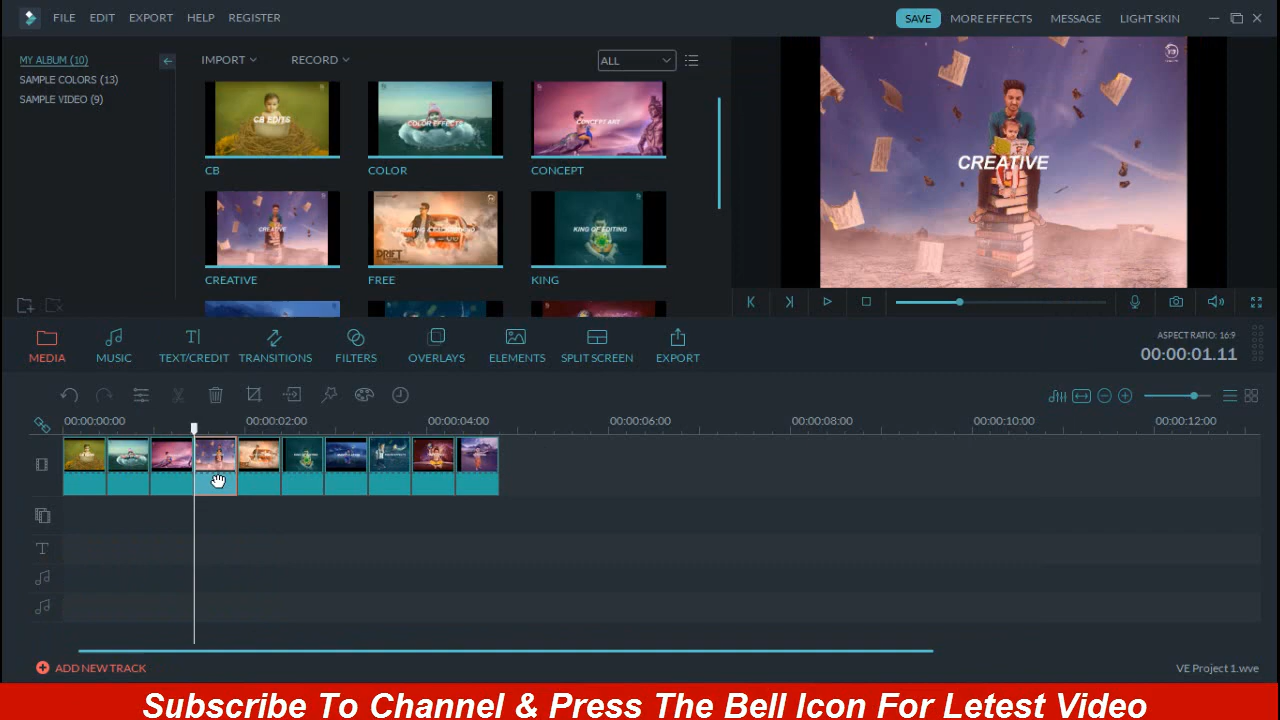 FILE EDIT EXPORT HELP REGISTER SAVE MORE EFFECTS MESSAGE LIGHT SKIN
MY ALBUM (10)
SAMPLE COLORS (13)
SAMPLE VIDEO (9)
IMPORT RECORD ALL
CB EDITS COLOR EFFECTS CONCEPT ART
CB COLOR CONCEPT
CREATIVE KING OF EDITING
DRIFT
CREATIVE FREE KING
CREATIVE
MEDIA MUSIC TEXT/CREDIT TRANSITIONS FILTERS OVERLAYS ELEMENTS SPLIT SCREEN EXPORT
ASPECT RATIO: 16:9
00:00:01.11
00:00:00:00 00:00:02:00 00:00:04:00 00:00:06:00 00:00:08:00 00:00:10:00 00:00:12:00
ADD NEW TRACK
VE Project 1.wve
Subscribe To Channel & Press The Bell Icon For Letest Video